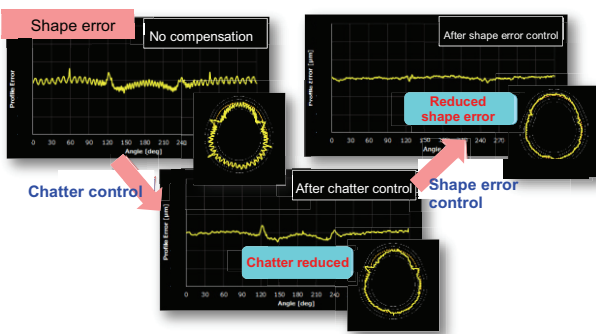 Shape error
No compensation
Profile Error [µm]
0 30 60 90 120 150 180 210 240
Angle [deg]
After shape error control
Profile Error [µm]
Reduced
shape error
0 30 60 90 120 150 180 210 240 270
Angle
Chatter control
Shape error
control
After chatter control
Profile Error [µm]
Chatter reduced
0 30 60 90 120 150 180 210 240
Angle [deg]